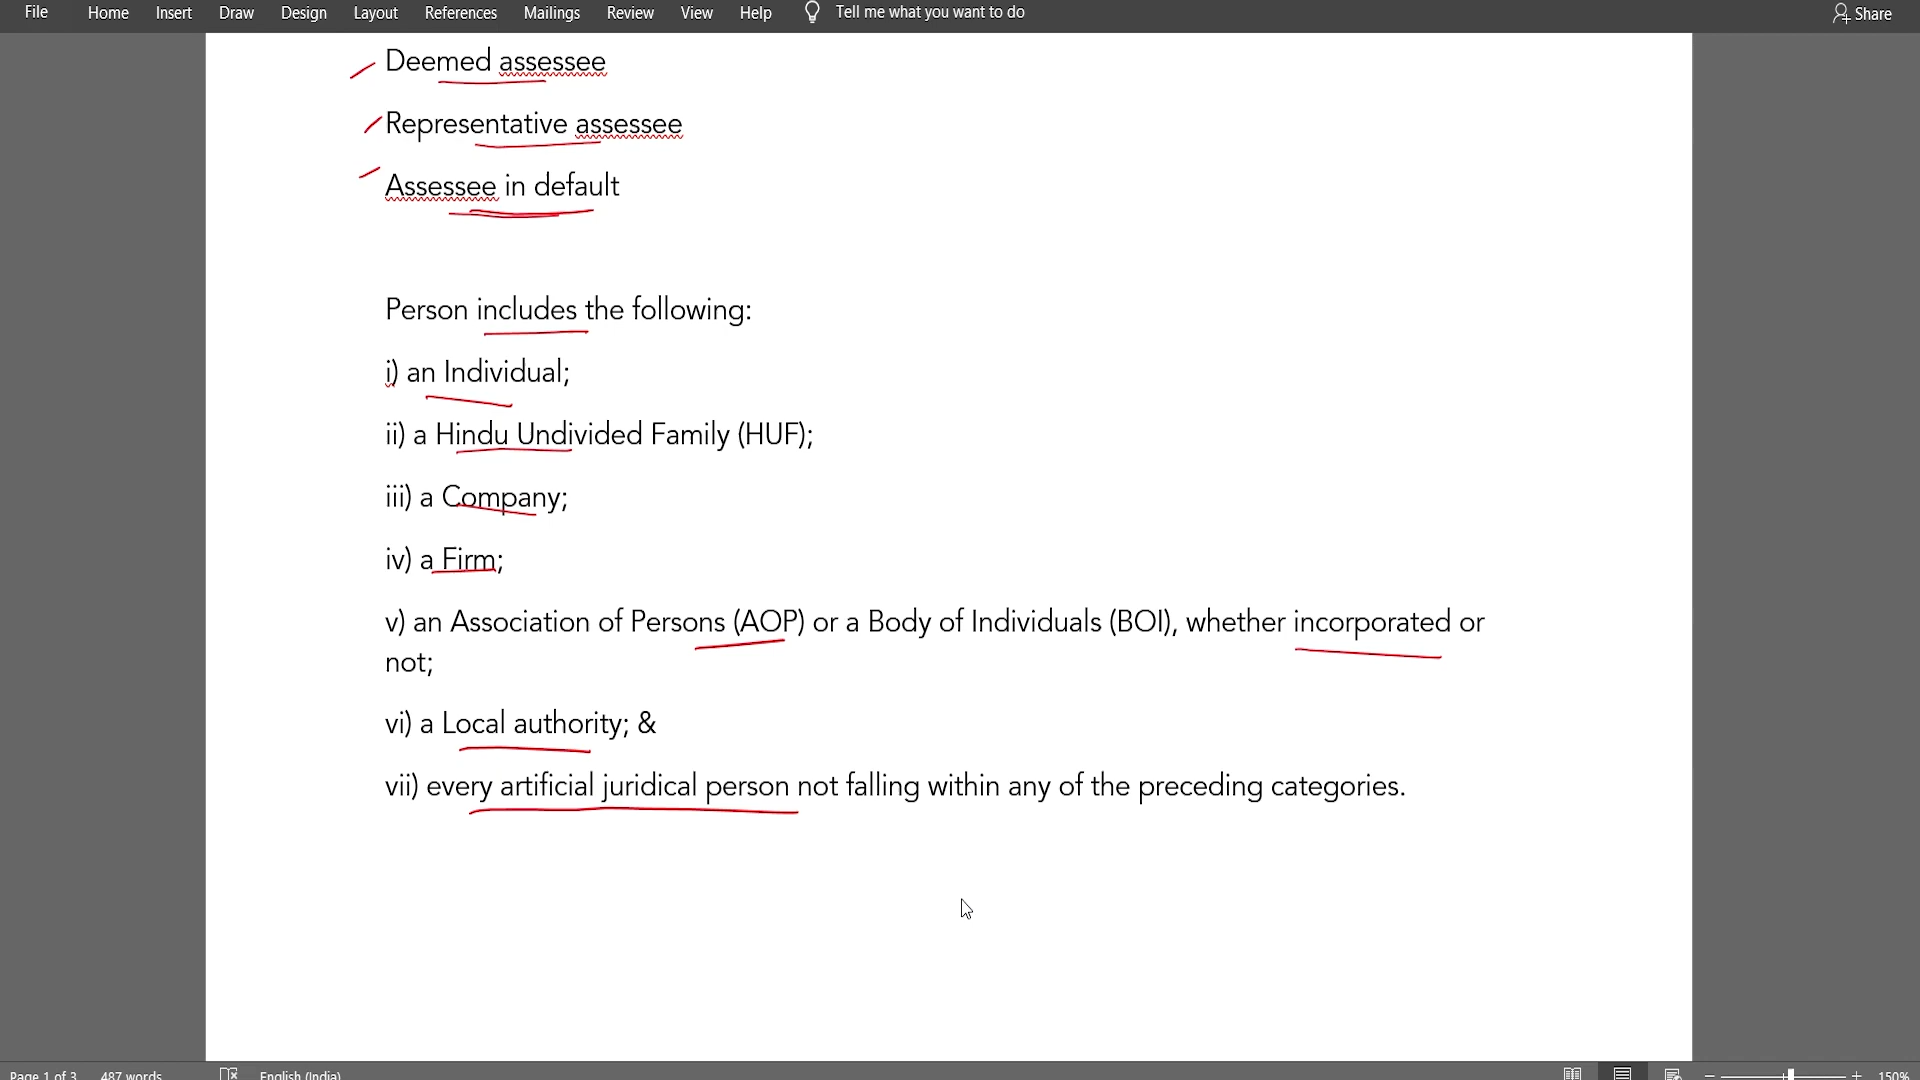 File Home Insert Draw Design Layout References Mailings Review View Help Tell me what you want to do Share
Deemed assessee
Representative assessee
Assessee in default
Person includes the following:
i) an Individual;
ii) a Hindu Undivided Family (HUF);
iii) a Company;
iv) a Firm;
v) an Association of Persons (AOP) or a Body of Individuals (BOI), whether incorporated or
not;
vi) a Local authority; &
vii) every artificial juridical person not falling within any of the preceding categories.
Page 1 of 3 487 words English (India) 150%